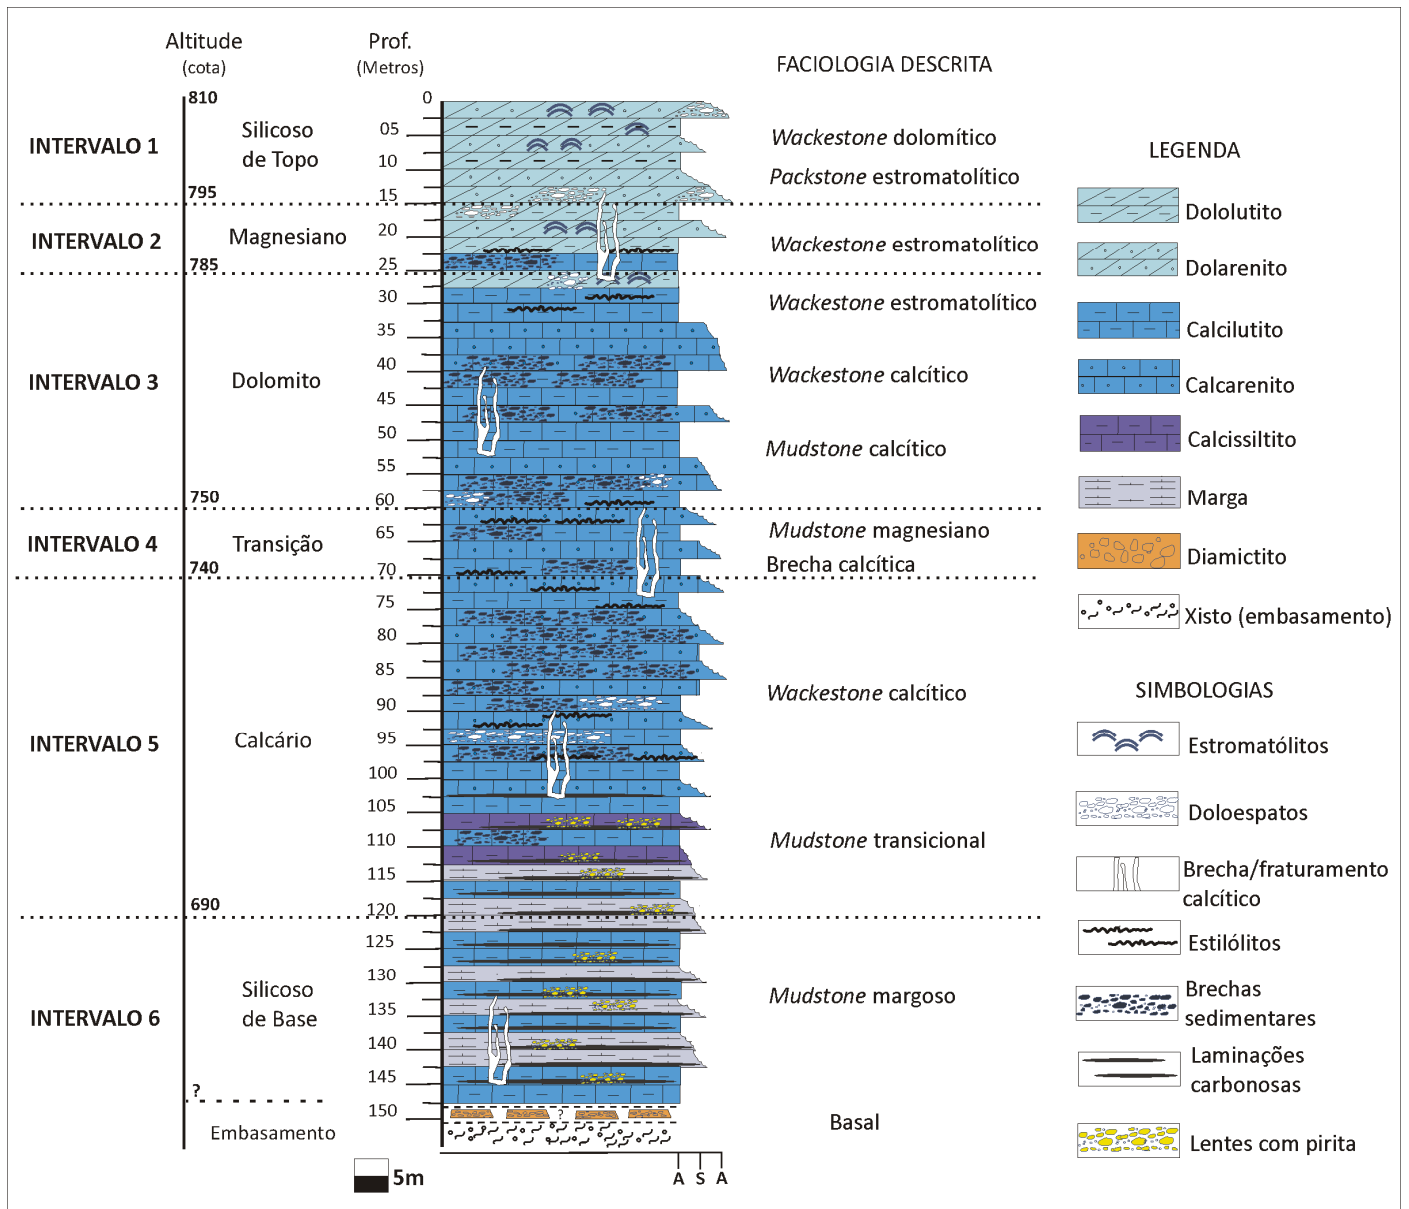 Altitude
(cota)
Prof.
(Metros)
FACIOLOGIA DESCRITA
INTERVALO 1
810
795
Silicoso
de Topo
Wackestone dolomítico
Packstone estromatolítico
INTERVALO 2
785
Magnesiano
Wackestone estromatolítico
INTERVALO 3
750
Dolomito
Wackestone estromatolítico
Wackestone calcítico
Mudstone calcítico
INTERVALO 4
740
Transição
Mudstone magnesiano
Brecha calcítica
INTERVALO 5
690
Calcário
Wackestone calcítico
Mudstone transicional
INTERVALO 6
Silicoso
de Base
Mudstone margoso
?
Embasamento
Basal
0
05
10
15
20
25
30
35
40
45
50
55
60
65
70
75
80
85
90
95
100
105
110
115
120
125
130
135
140
145
150
?
5m
A S A
LEGENDA
Dololutito
Dolarenito
Calcilutito
Calcarenito
Calcissiltito
Marga
Diamictito
Xisto (embasamento)
SIMBOLOGIAS
Estromatólitos
Doloespatos
Brecha/fraturamento
calcítico
Estilólitos
Brechas
sedimentares
Laminações
carbonosas
Lentes com pirita